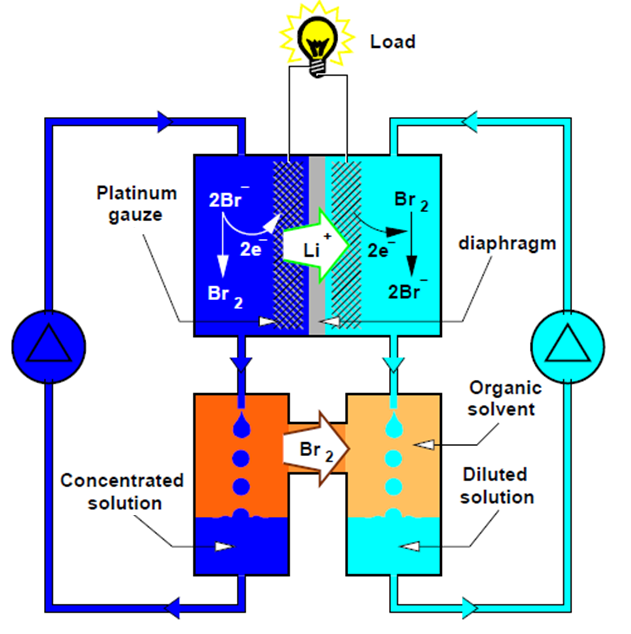 Load
Platinum
gauze
2Br⁻
2e⁻
Br₂
Li⁺
Br₂
2e⁻
2Br⁻
diaphragm
Organic
solvent
Br₂
Concentrated
solution
Diluted
solution